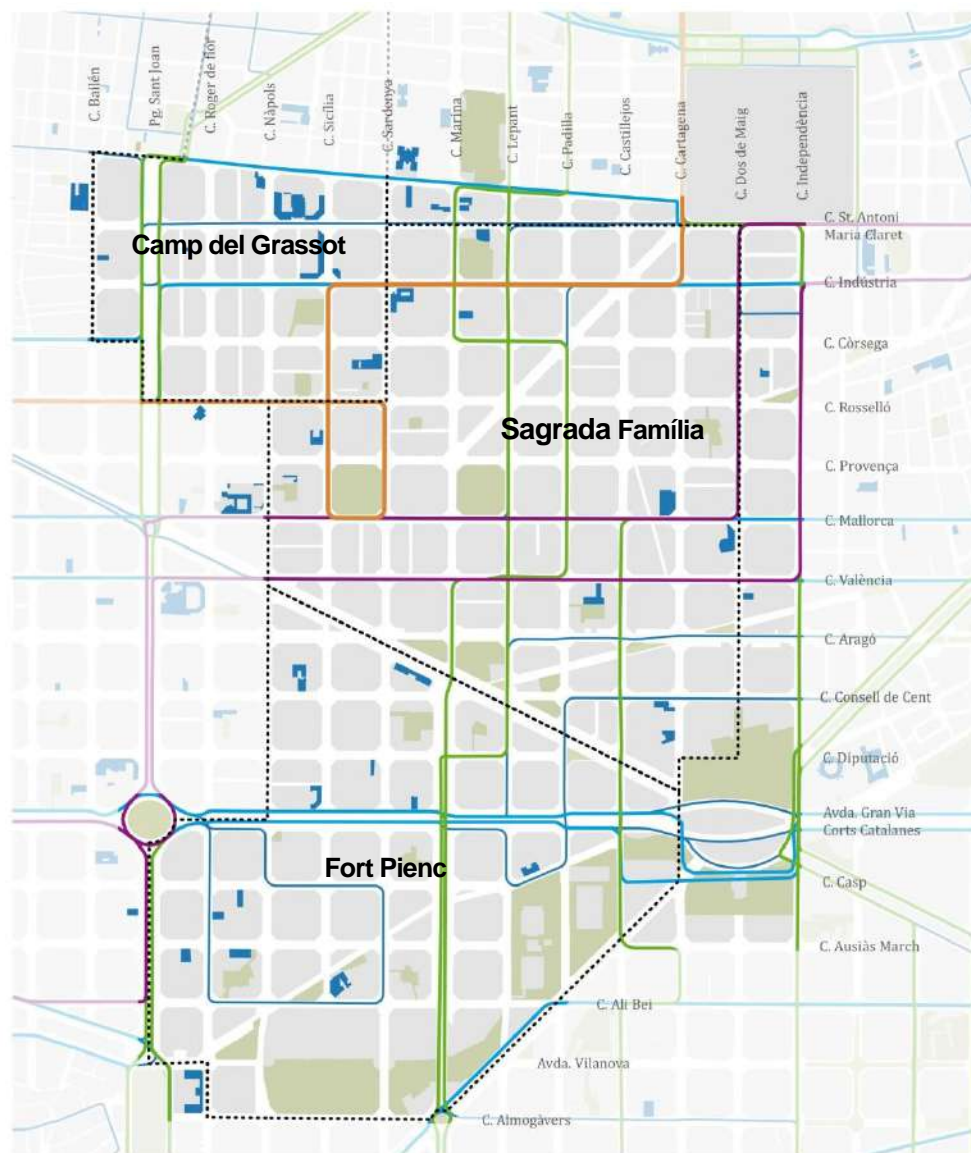 C. Bailén
Pg. Sant Joan
C. Roger de flor
C. Nàpols
C. Sicília
C. Sardenya
C. Marina
C. Lepant
C. Padilla
C. Castillejos
C. Cartagena
C. Dos de Maig
C. Independència
C. St. Antoni
Maria Claret
Camp del Grassot
C. Indústria
C. Còrsega
C. Rosselló
Sagrada Família
C. Provença
C. Mallorca
C. València
C. Aragó
C. Consell de Cent
C. Diputació
Avda. Gran Via
Corts Catalanes
Fort Pienc
C. Casp
C. Ausiàs March
C. Ali Bei
Avda. Vilanova
C. Almogàvers